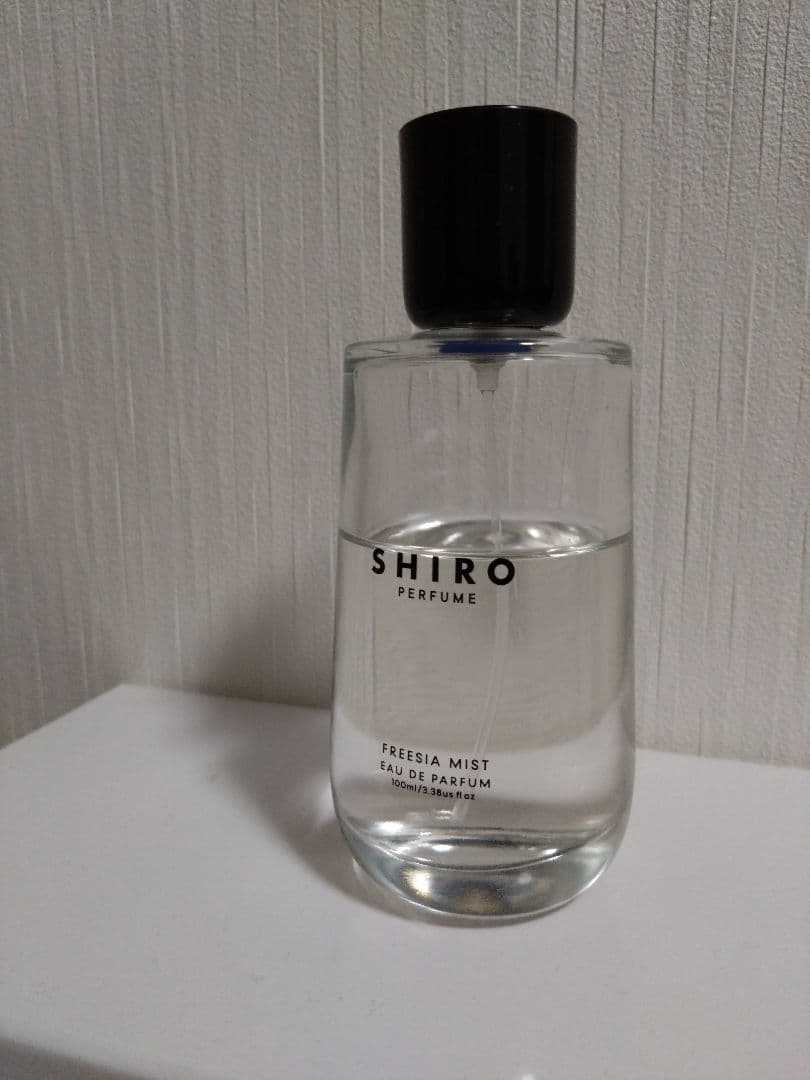 SHIRO
PERFUME
FREESIA MIST
EAU DE PARFUM
100ml/3.38us fl oz